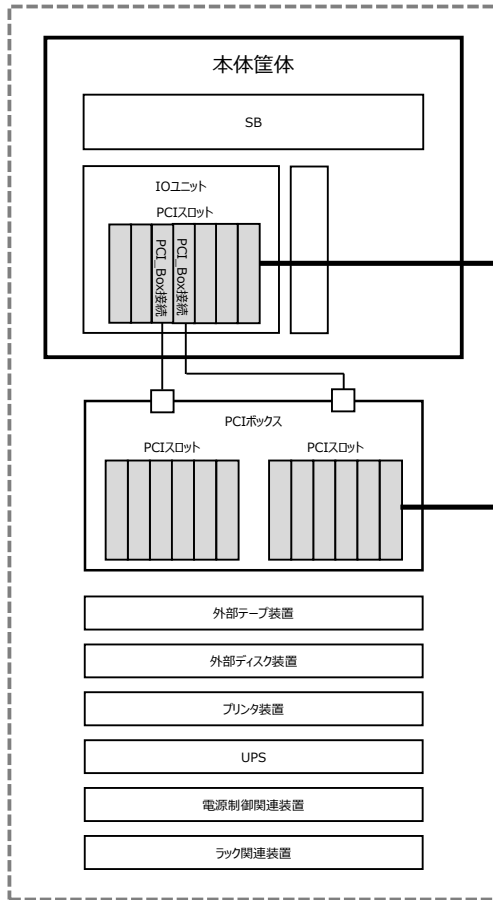 本体筐体
SB
IOユニット
PCIスロット
PCI_Box接続
PCI_Box接続
PCIボックス
PCIスロット
PCIスロット
外部テープ装置
外部ディスク装置
プリンタ装置
UPS
電源制御関連装置
ラック関連装置